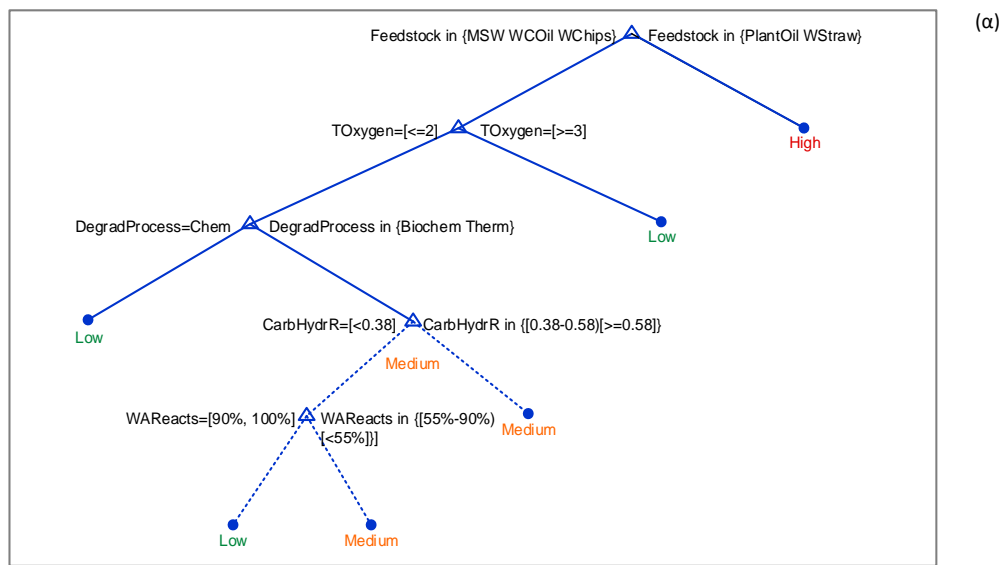 (α)
Feedstock in {MSW WCOil WChips} Feedstock in {PlantOil WStraw}
TOxygen=[<=2] TOxygen=[>=3]
High
DegradProcess=Chem DegradProcess in {Biochem Therm}
Low
CarbHydrR=[<0.38] CarbHydrR in {[0.38-0.58)[>=0.58]}
Low
Medium
WAReacts=[90%, 100%] WAReacts in {[55%-90%)
[<55%]}]
Medium
Low
Medium